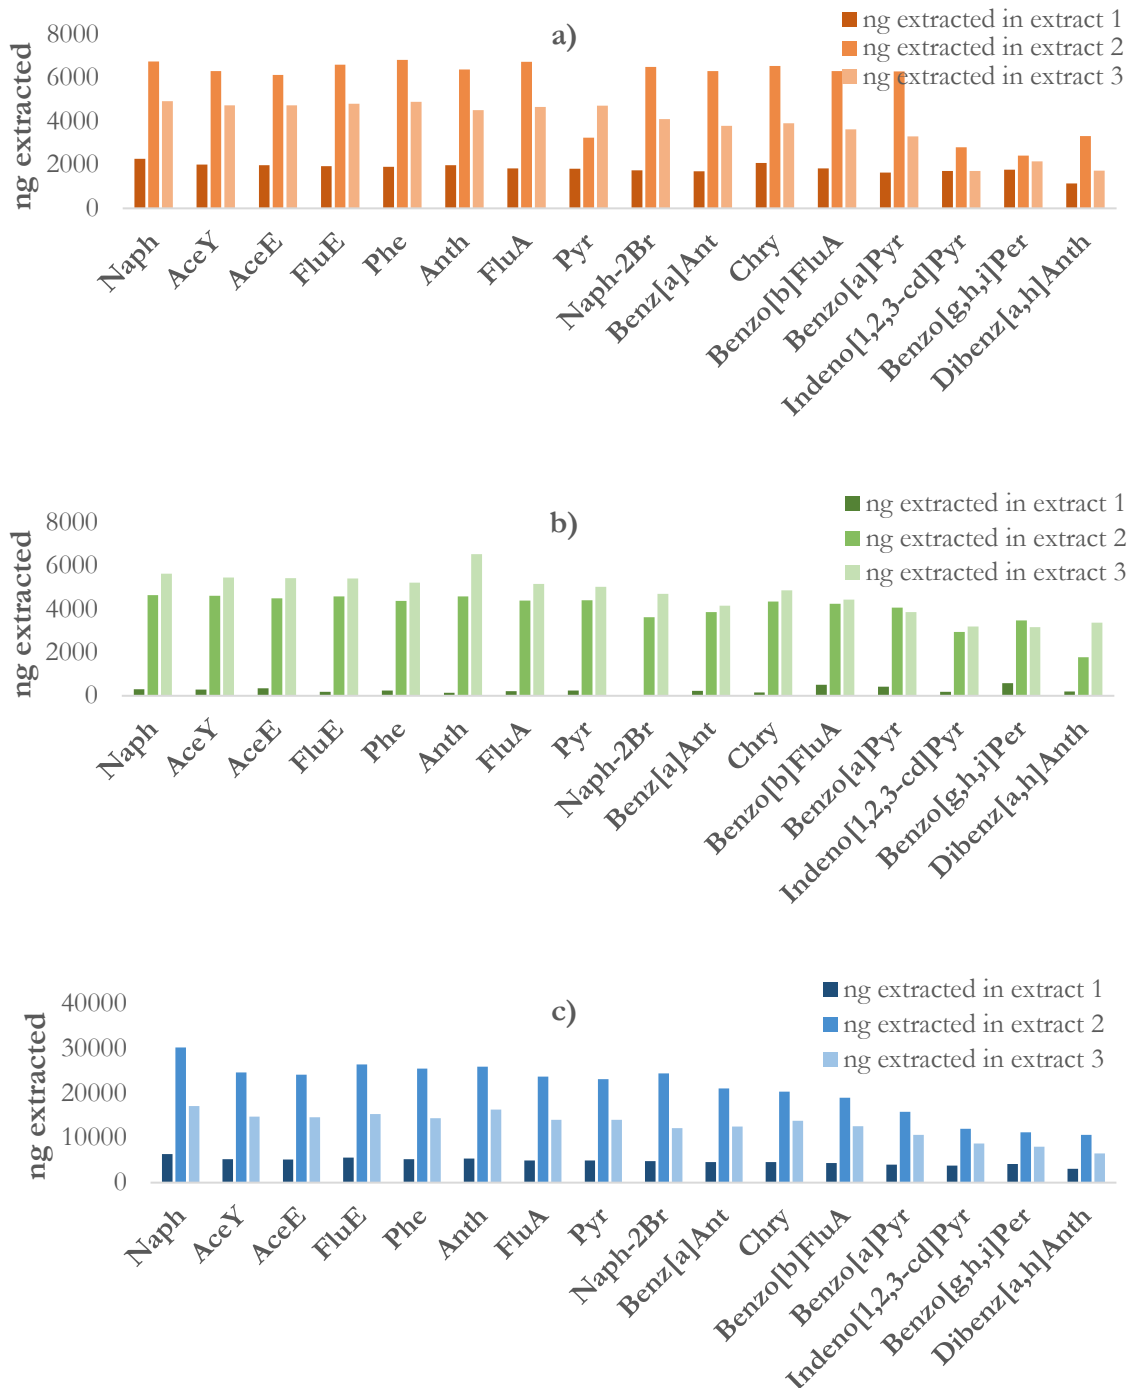 a)
ng extracted in extract 1
ng extracted in extract 2
ng extracted in extract 3
ng extracted
8000
6000
4000
2000
0
Naph
AceY
AceE
FluE
Phe
Anth
FluA
Pyr
Naph-2Br
Benz[a]Ant
Chry
Benzo[b]FluA
Benzo[a]Pyr
Indeno[1,2,3-cd]Pyr
Benzo[g,h,i]Per
Dibenz[a,h]Anth
b)
ng extracted in extract 1
ng extracted in extract 2
ng extracted in extract 3
ng extracted
8000
6000
4000
2000
0
Naph
AceY
AceE
FluE
Phe
Anth
FluA
Pyr
Naph-2Br
Benz[a]Ant
Chry
Benzo[b]FluA
Benzo[a]Pyr
Indeno[1,2,3-cd]Pyr
Benzo[g,h,i]Per
Dibenz[a,h]Anth
c)
ng extracted in extract 1
ng extracted in extract 2
ng extracted in extract 3
ng extracted
40000
30000
20000
10000
0
Naph
AceY
AceE
FluE
Phe
Anth
FluA
Pyr
Naph-2Br
Benz[a]Ant
Chry
Benzo[b]FluA
Benzo[a]Pyr
Indeno[1,2,3-cd]Pyr
Benzo[g,h,i]Per
Dibenz[a,h]Anth